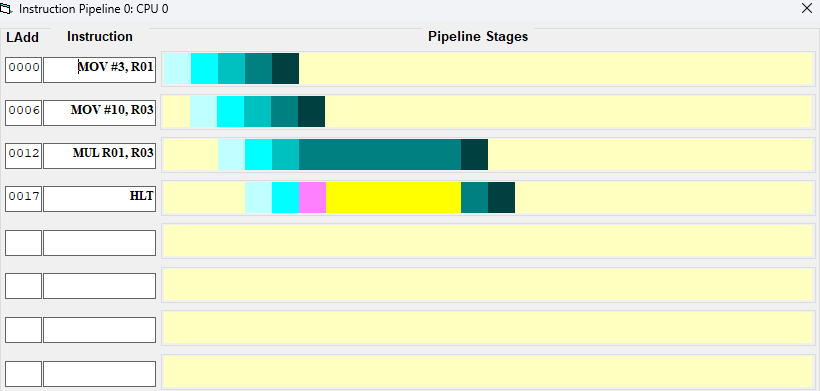 Instruction Pipeline 0: CPU 0
LAdd Instruction Pipeline Stages
0000 MOV #3, R01
0006 MOV #10, R03
0012 MUL R01, R03
0017 HLT